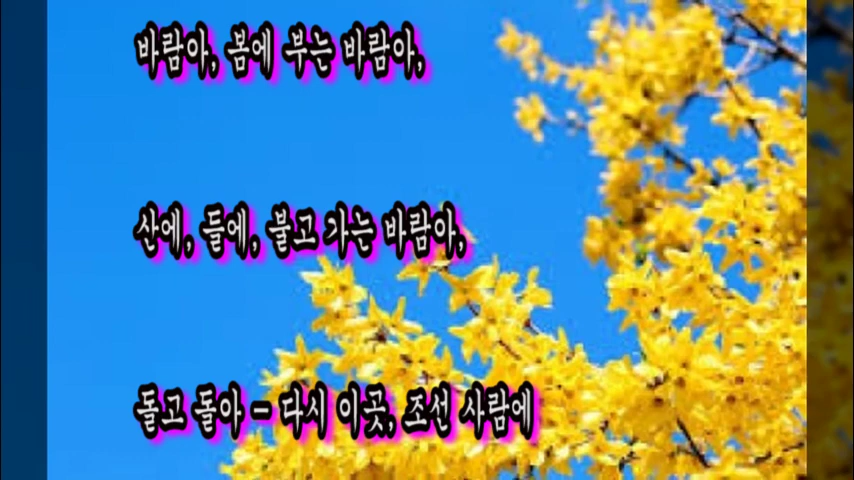 바람아, 봄에 부는 바람아,
산에, 들에, 불고 가는 바람아,
돌고 돌아 - 다시 이곳, 조선 사람에